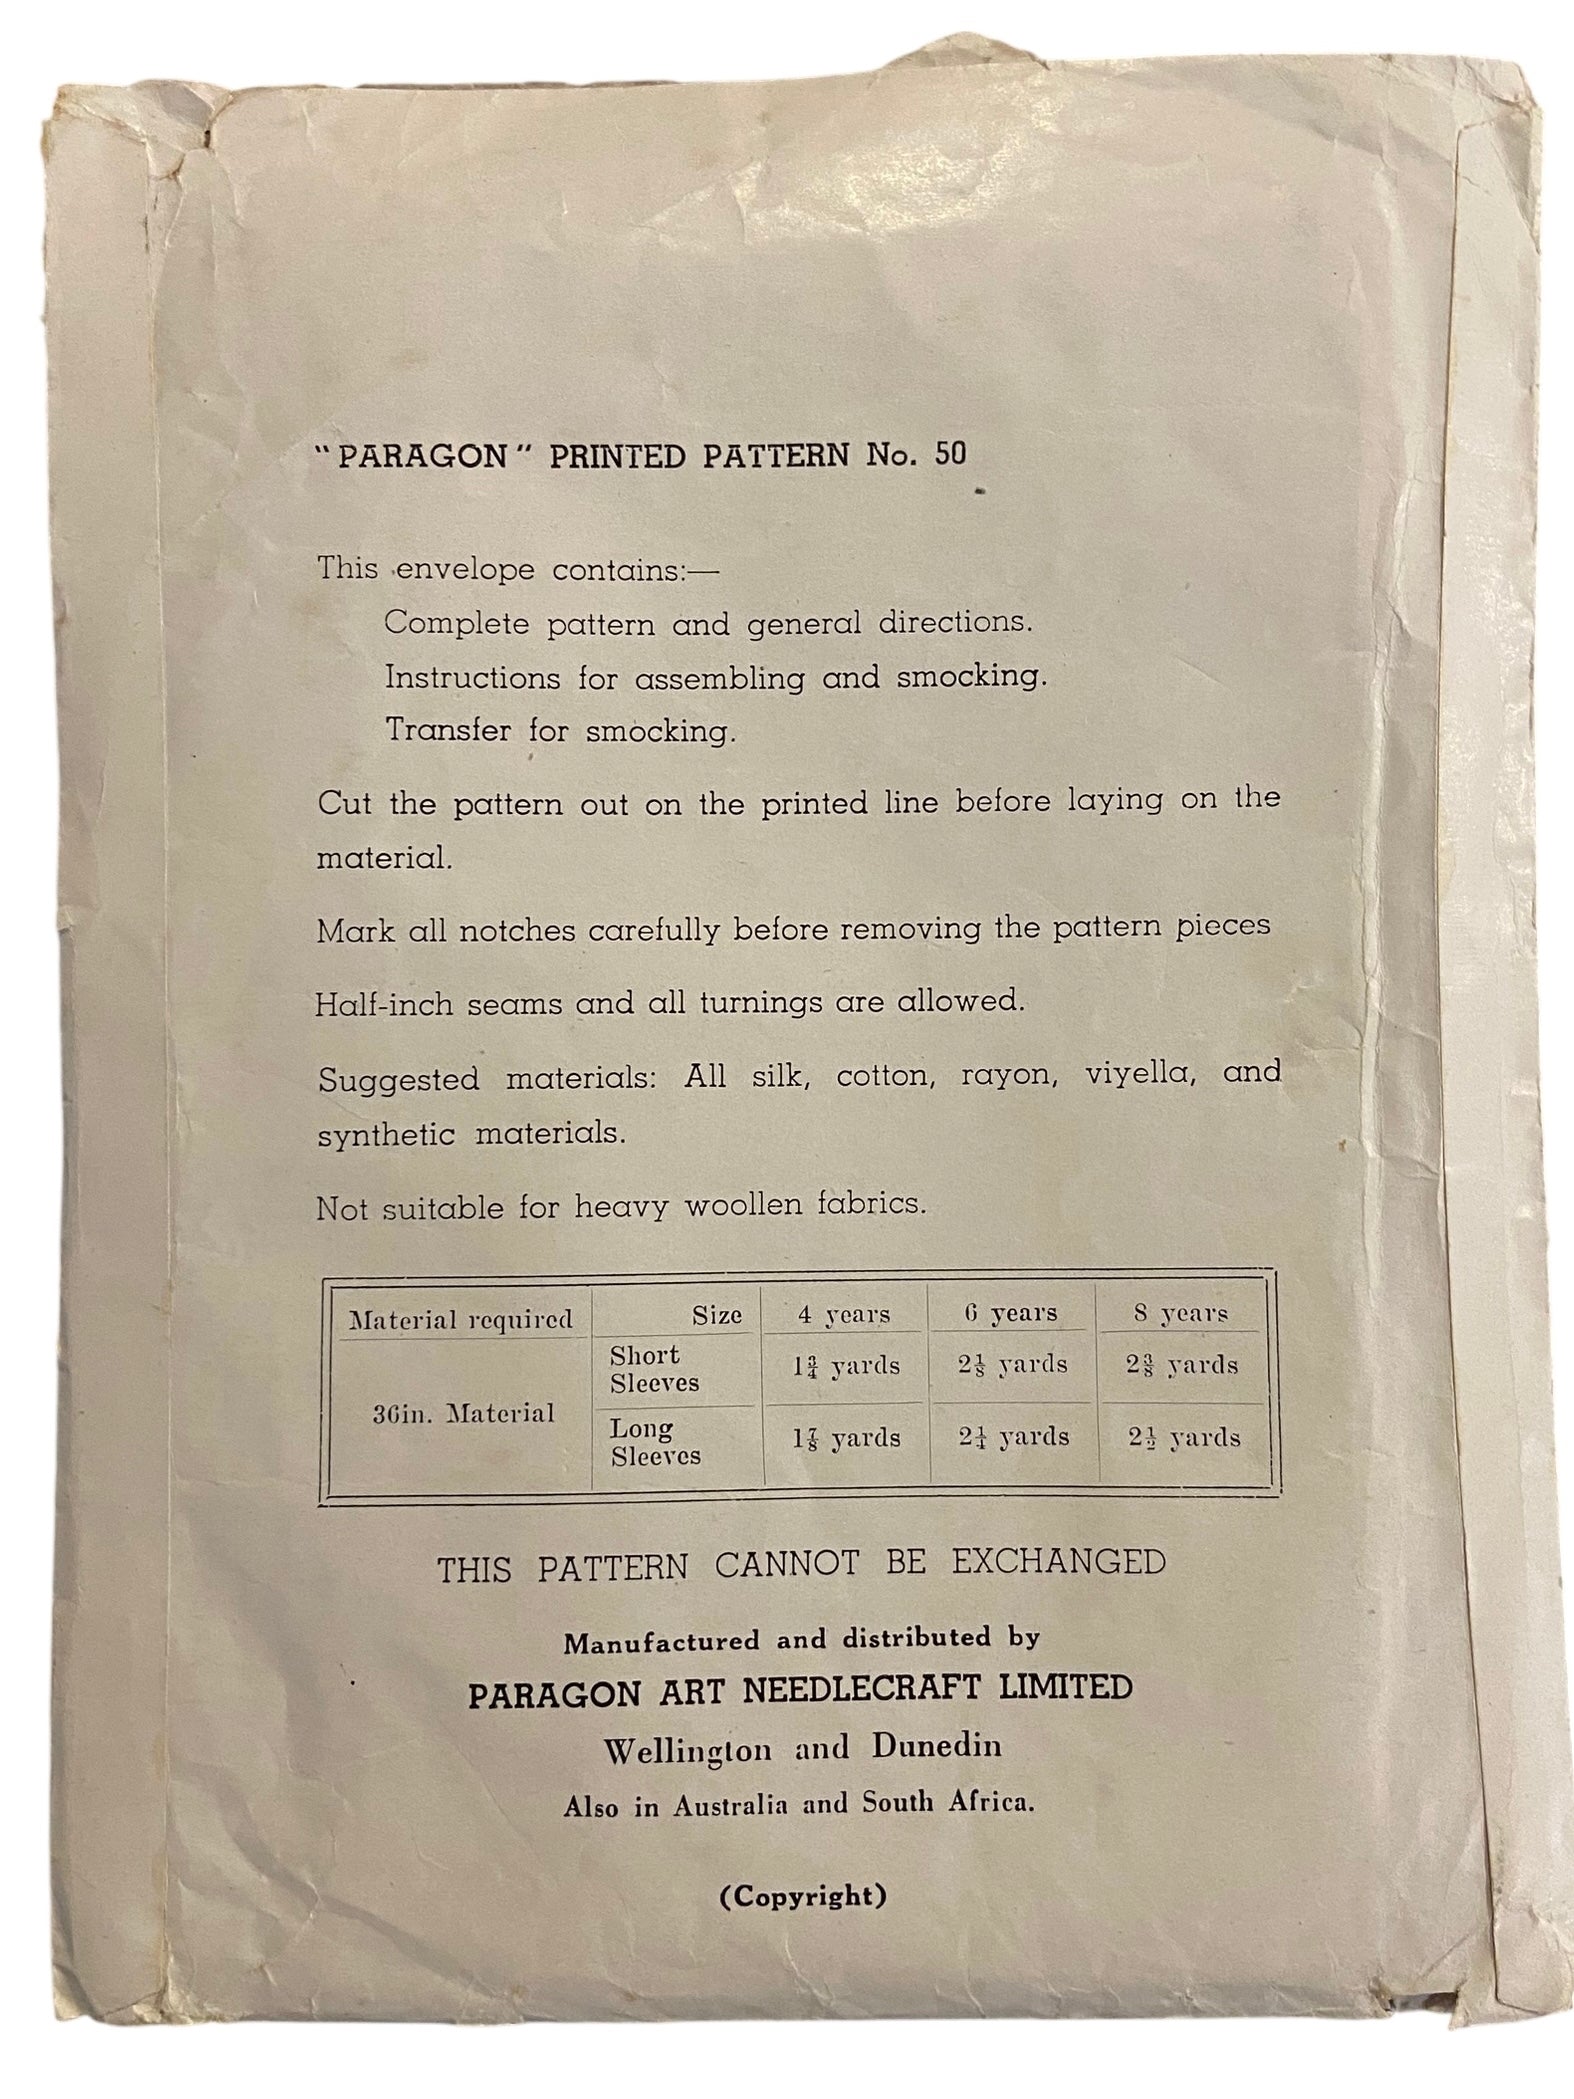 "PARAGON" PRINTED PATTERN No. 50
This envelope contains:—
Complete pattern and general directions.
Instructions for assembling and smocking.
Transfer for smocking.
Cut the pattern out on the printed line before laying on the
material.
Mark all notches carefully before removing the pattern pieces
Half-inch seams and all turnings are allowed.
Suggested materials: All silk, cotton, rayon, viyella, and
synthetic materials.
Not suitable for heavy woollen fabrics.
Material required Size 4 years 6 years 8 years
36in. Material
Short Sleeves 1¾ yards 2⅛ yards 2⅜ yards
Long Sleeves 1⅞ yards 2¼ yards 2½ yards
THIS PATTERN CANNOT BE EXCHANGED
Manufactured and distributed by
PARAGON ART NEEDLECRAFT LIMITED
Wellington and Dunedin
Also in Australia and South Africa.
(Copyright)